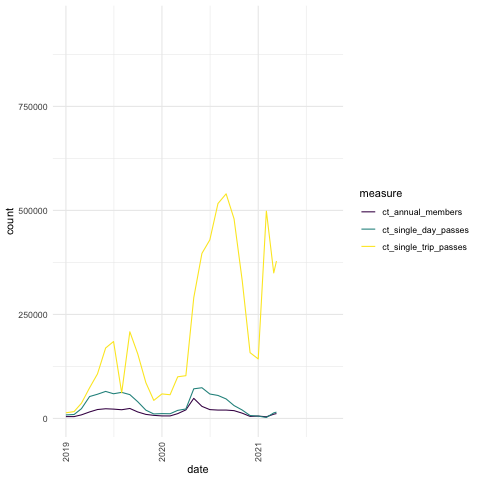 750000
500000
250000
0
count
2019
2020
2021
date
measure
ct_annual_members
ct_single_day_passes
ct_single_trip_passes